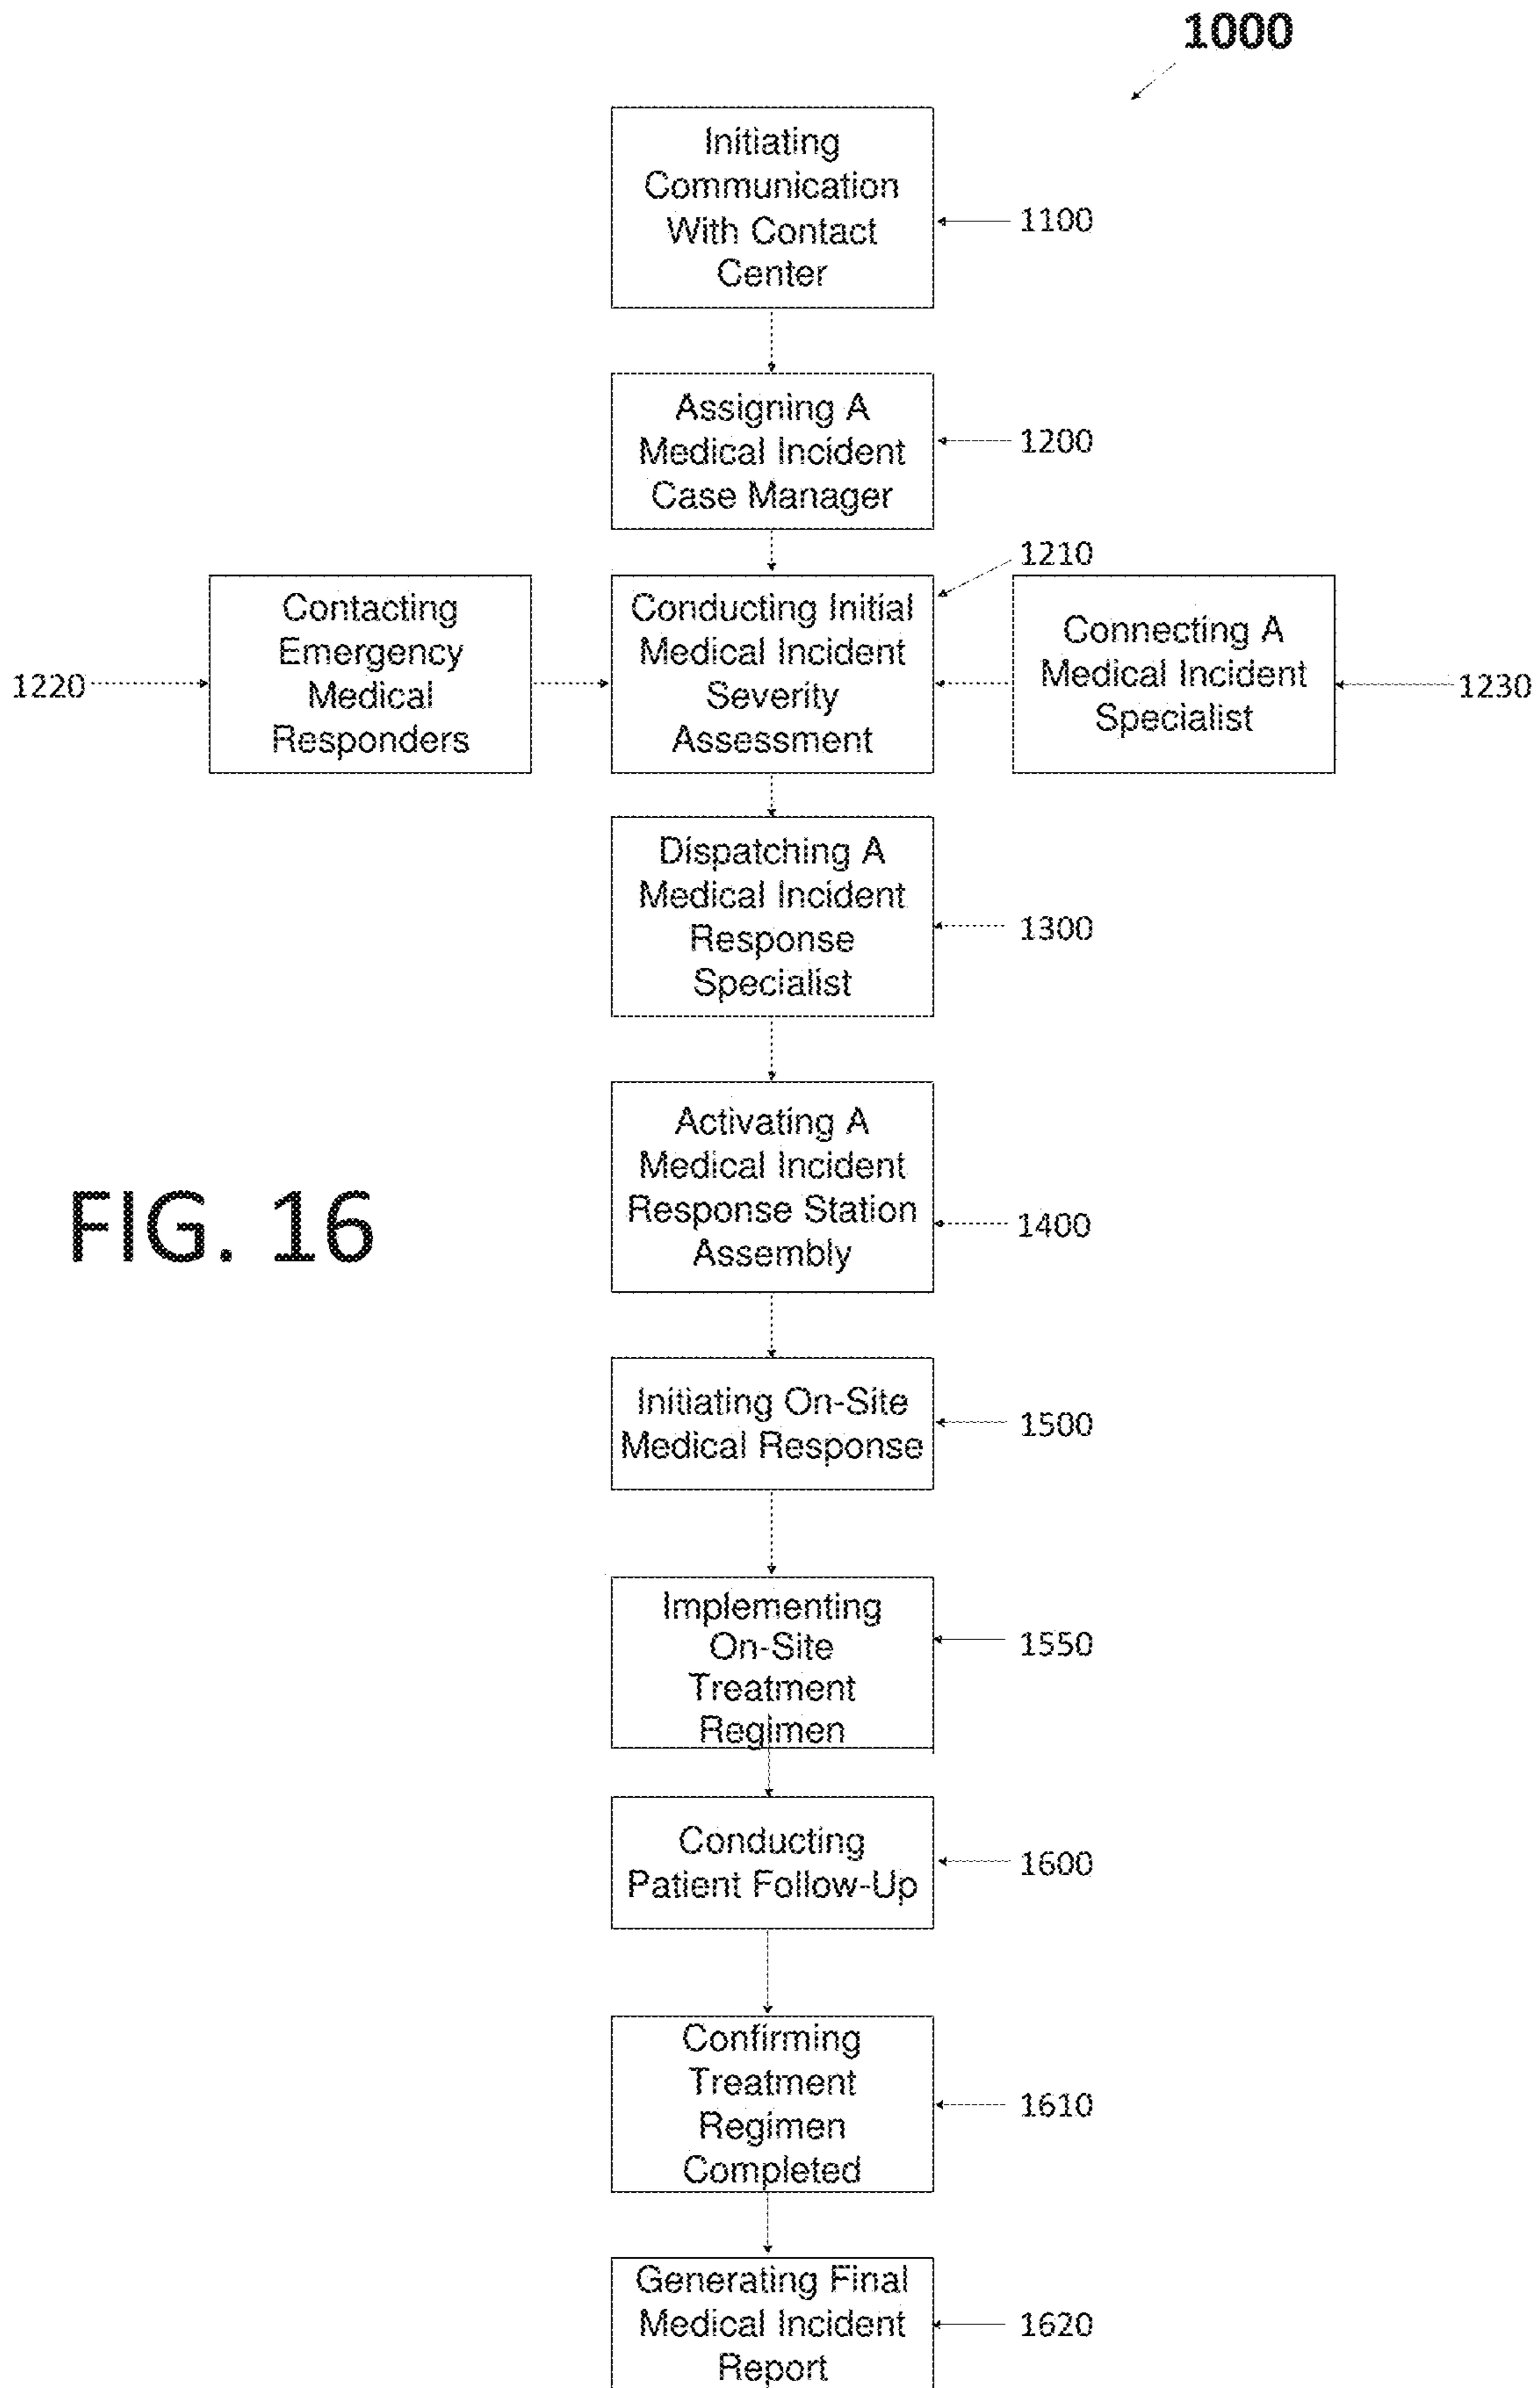 1000
Initiating
Communication
With Contact
Center
1100
Assigning A
Medical Incident
Case Manager
1200
1210
1220
Contacting
Emergency
Medical
Responders
Conducting Initial
Medical Incident
Severity
Assessment
Connecting A
Medical Incident
Specialist
1230
Dispatching A
Medical Incident
Response
Specialist
1300
Activating A
Medical Incident
Response Station
Assembly
1400
FIG. 16
Initiating On-Site
Medical Response
1500
Implementing
On-Site
Treatment
Regimen
1550
Conducting
Patient Follow-Up
1600
Confirming
Treatment
Regimen
Completed
1610
Generating Final
Medical Incident
Report
1620